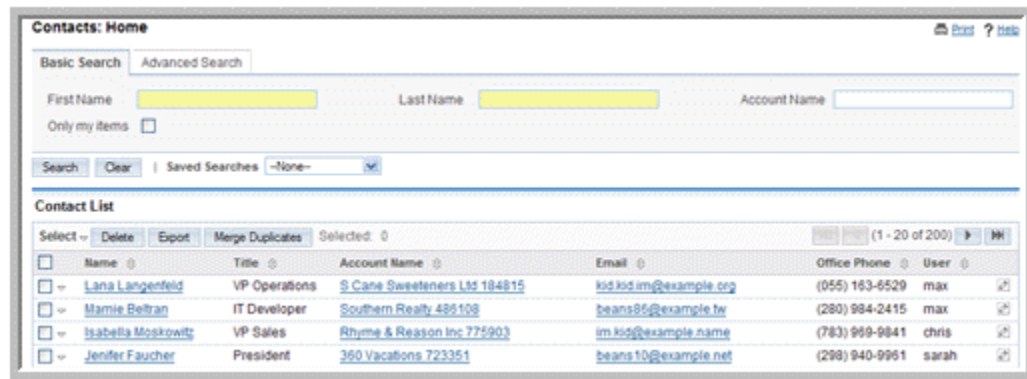 Contacts: Home Print ? Help
Basic Search Advanced Search
First Name Last Name Account Name
Only my items
Search Clear | Saved Searches --None--
Contact List
Select Delete Export Merge Duplicates Selected: 0 (1 - 20 of 200)
Name Title Account Name Email Office Phone User
Lana Langenfeld VP Operations S Cane Sweeteners Ltd 184815 kid.kid.im@example.org (055) 163-6529 max
Mamie Beltran IT Developer Southern Realty 486108 beans86@example.tw (280) 984-2415 max
Isabella Moskowitz VP Sales Rhyme & Reason Inc 775903 im.kid@example.name (783) 969-9841 chris
Jenifer Faucher President 360 Vacations 723351 beans10@example.net (298) 940-9961 sarah